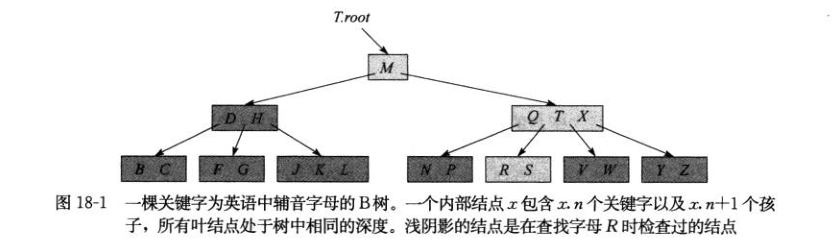 T.root
M
D H
Q T X
B C
F G
J K L
N P
R S
V W
Y Z
图 18-1 一棵关键字为英语中辅音字母的 B 树。一个内部结点 x 包含 x.n 个关键字以及 x.n+1 个孩
子，所有叶结点处于树中相同的深度。浅阴影的结点是在查找字母 R 时检查过的结点